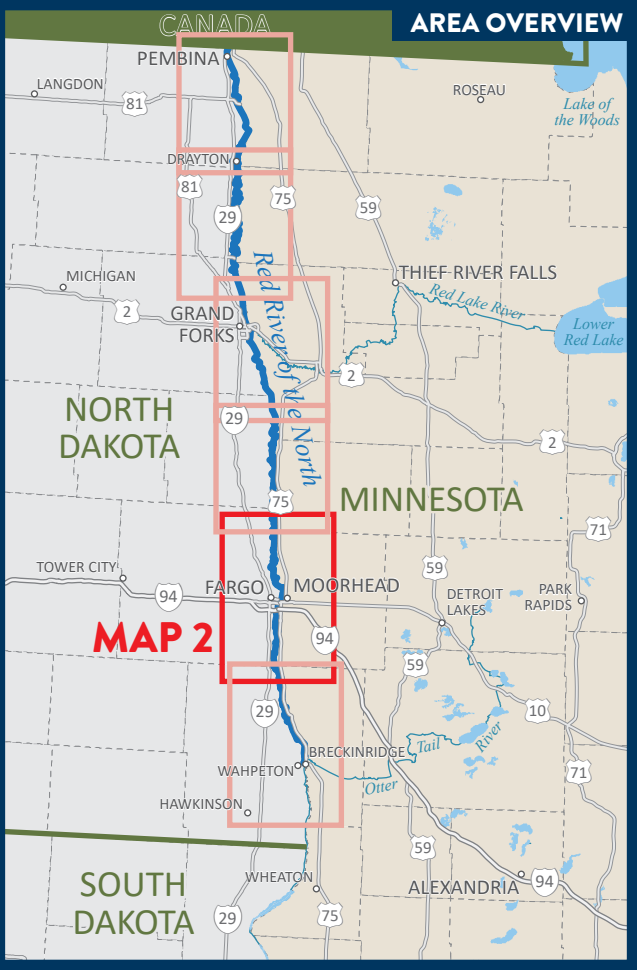 CANADA
AREA OVERVIEW
PEMBINA
LANGDON
81
ROSEAU
Lake of
the Woods
DRAYTON
81
75
59
29
MICHIGAN
THIEF RIVER FALLS
2
GRAND
FORKS
Red River of the North
Red Lake River
Lower
Red Lake
2
NORTH
DAKOTA
29
2
MINNESOTA
75
71
TOWER CITY
94
FARGO
MOORHEAD
59
DETROIT
LAKES
PARK
RAPIDS
MAP 2
94
59
29
10
BRECKINRIDGE
WAHPETON
Otter
Tail
River
71
HAWKINSON
59
SOUTH
DAKOTA
WHEATON
ALEXANDRIA
94
29
75